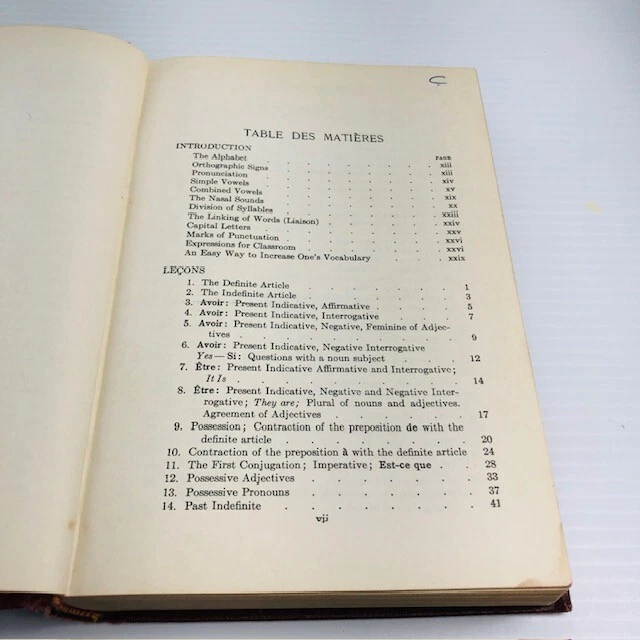 TABLE DES MATIÈRES
INTRODUCTION
PAGE
The Alphabet . . . . . . . xiii
Orthographic Signs . . . . . . . xiii
Pronunciation . . . . . . . xiv
Simple Vowels . . . . . . . xv
Combined Vowels . . . . . . . xix
The Nasal Sounds . . . . . . . xx
Division of Syllables . . . . . . . xxiii
The Linking of Words (Liaison) . . . . . xxiv
Capital Letters . . . . . . . xxv
Marks of Punctuation . . . . . . . xxvi
Expressions for Classroom . . . . . . xxvi
An Easy Way to Increase One's Vocabulary . . . xxix
LEÇONS
1. The Definite Article . . . . . . 1
2. The Indefinite Article . . . . . . 3
3. Avoir: Present Indicative, Affirmative . . . . 5
4. Avoir: Present Indicative, Interrogative . . . . 7
5. Avoir: Present Indicative, Negative, Feminine of Adjec-
tives . . . . . . . . . 9
6. Avoir: Present Indicative, Negative Interrogative
Yes — Si: Questions with a noun subject . . . 12
7. Être: Present Indicative Affirmative and Interrogative;
It Is . . . . . . . . . 14
8. Être: Present Indicative, Negative and Negative Inter-
rogative; They are; Plural of nouns and adjectives.
Agreement of Adjectives . . . . . 17
9. Possession; Contraction of the preposition de with the
definite article . . . . . . . 20
10. Contraction of the preposition à with the definite article 24
11. The First Conjugation; Imperative; Est-ce que . . 28
12. Possessive Adjectives . . . . . . 33
13. Possessive Pronouns . . . . . . 37
14. Past Indefinite . . . . . . . 41
vij